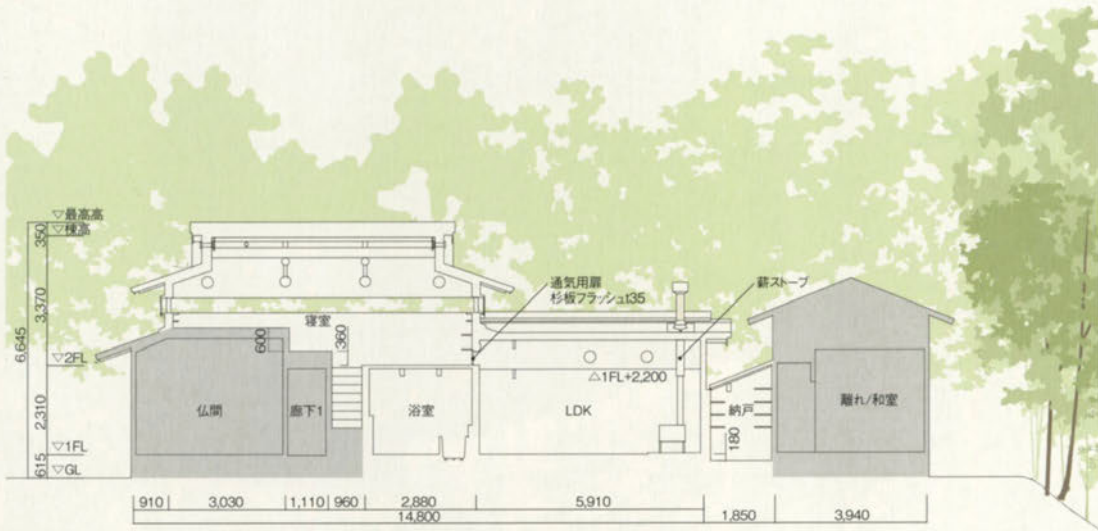 ▽最高高
350
▽棟高
通気用扉
杉板フラッシュt35
薪ストーブ
3,370
6,645
寝室
600
360
▽2FL
△1FL+2,200
2,310
仏間
廊下1
浴室
LDK
納戸
離れ/和室
180
▽1FL
615
▽GL
910
3,030
1,110
960
2,880
5,910
14,800
1,850
3,940